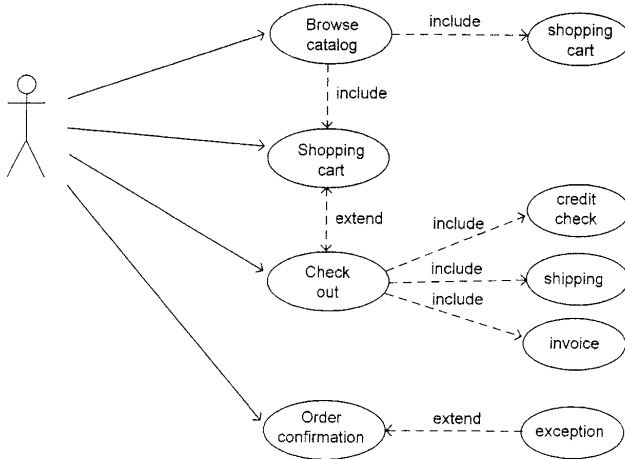 Browse
catalog
include
shopping
cart
include
Shopping
cart
extend
credit
check
include
Check
out
include
shipping
include
invoice
Order
confirmation
extend
exception